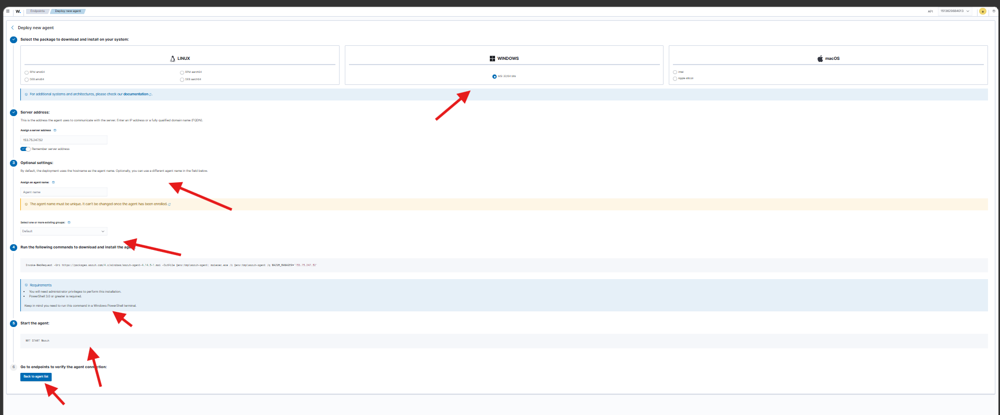 W.
Endpoints
Deploy new agent
API
1513629884013
a
Deploy new agent
Select the package to download and install on your system:
LINUX
RPM amd64
RPM aarch64
DEB amd64
DEB aarch64
WINDOWS
MSI 32/64 bits
macOS
Intel
Apple silicon
For additional systems and architectures, please check our documentation.
Server address:
This is the address the agent uses to communicate with the server. Enter an IP address or a fully qualified domain name (FQDN).
Assign a server address
153.75.247.52
Remember server address
3
Optional settings:
By default, the deployment uses the hostname as the agent name. Optionally, you can use a different agent name in the field below.
Assign an agent name:
Agent name
The agent name must be unique. It can't be changed once the agent has been enrolled.
Select one or more existing groups:
Default
4
Run the following commands to download and install the
Invoke-WebRequest -Uri https://packages.wazuh.com/4.x/windows/wazuh-agent-4.14.5-1.msi -OutFile $env:tmp\wazuh-agent; msiexec.exe /i $env:tmp\wazuh-agent /q WAZUH_MANAGER='153.75.247.52'
Requirements
• You will need administrator privileges to perform this installation.
• PowerShell 3.0 or greater is required.
Keep in mind you need to run this command in a Windows PowerShell terminal.
5
Start the agent:
NET START Wazuh
6
Go to endpoints to verify the agent connection:
Back to agent list